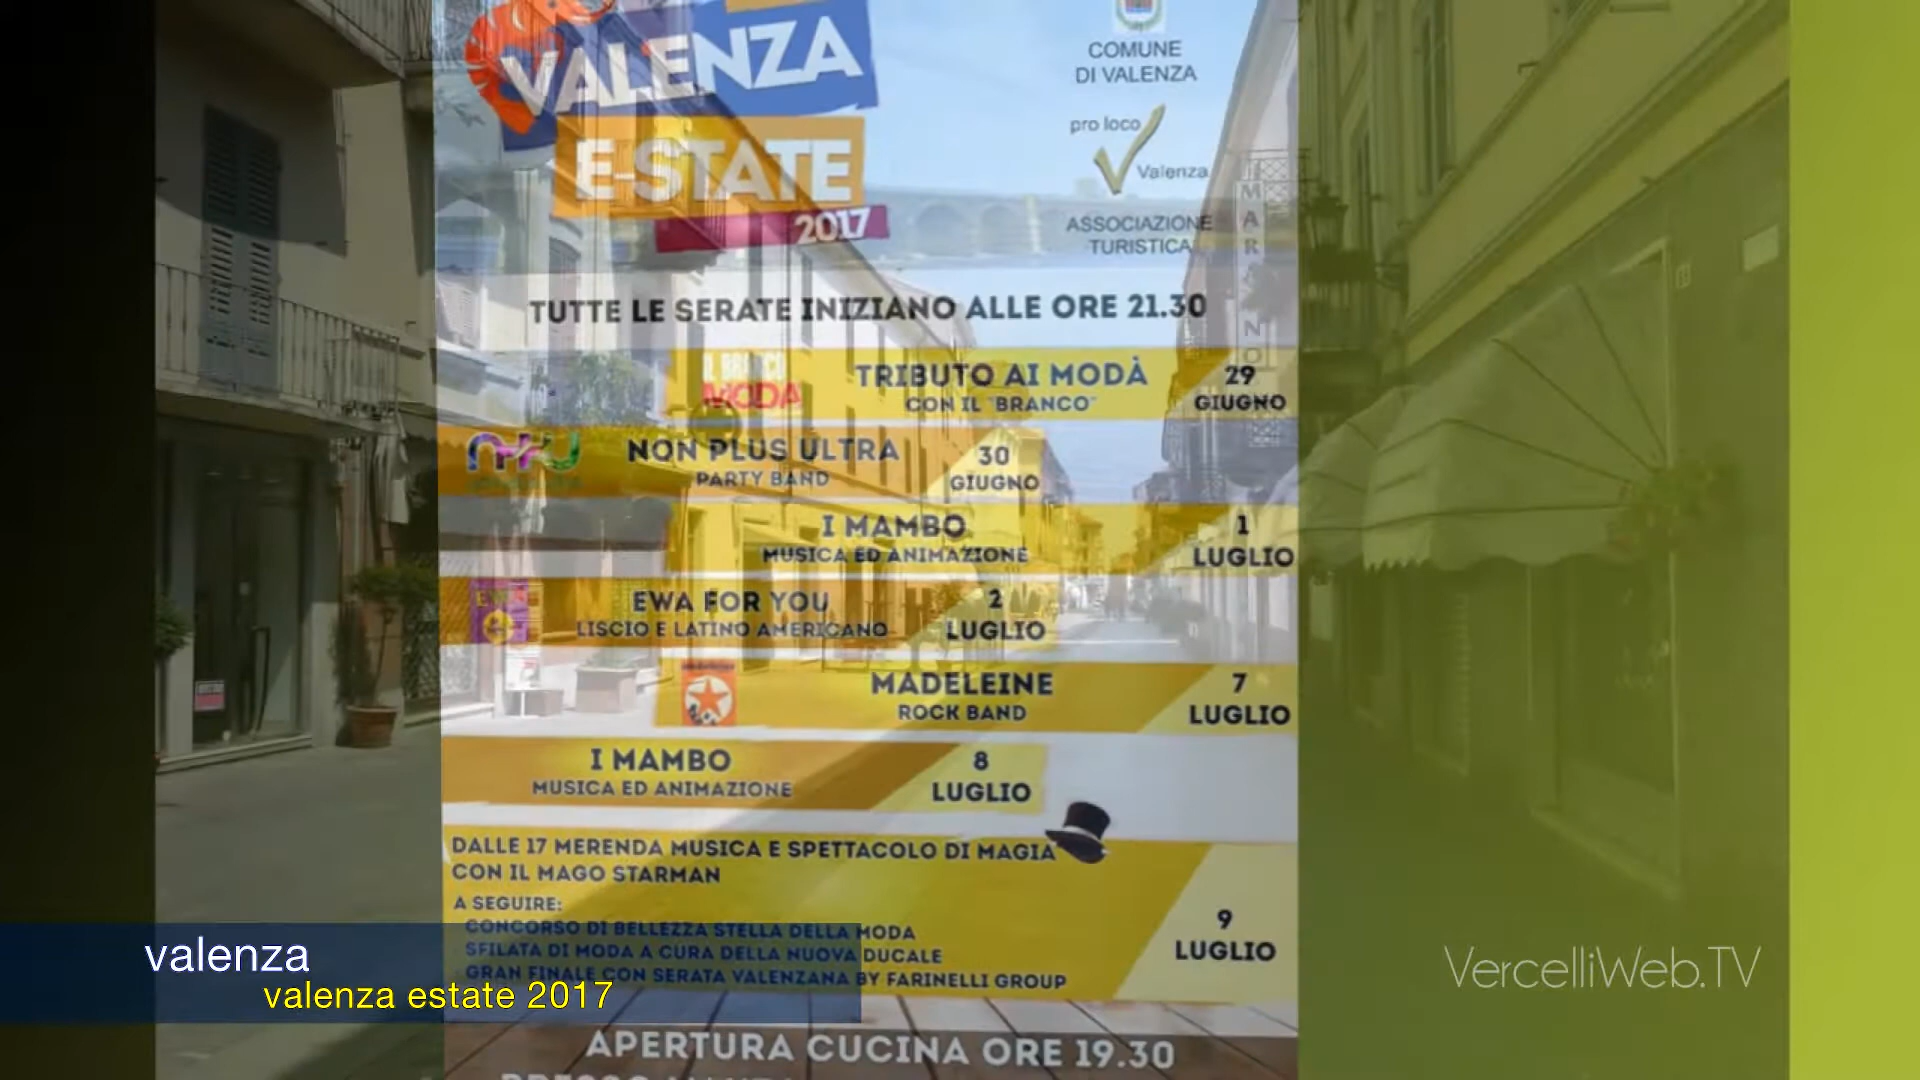 VALENZA
E-STATE
2017
COMUNE
DI VALENZA
pro loco
Valenza
ASSOCIAZIONE
TURISTICA
TUTTE LE SERATE INIZIANO ALLE ORE 21.30
IL BRANCO
MODA
TRIBUTO AI MODÀ
CON IL "BRANCO"
29
GIUGNO
NON PLUS ULTRA
PARTY BAND
30
GIUGNO
I MAMBO
MUSICA ED ANIMAZIONE
1
LUGLIO
EWA FOR YOU
LISCIO E LATINO AMERICANO
2
LUGLIO
MADELEINE
ROCK BAND
7
LUGLIO
I MAMBO
MUSICA ED ANIMAZIONE
8
LUGLIO
DALLE 17 MERENDA MUSICA E SPETTACOLO DI MAGIA
CON IL MAGO STARMAN
A SEGUIRE:
CONCORSO DI BELLEZZA STELLA DELLA MODA
SFILATA DI MODA A CURA DELLA NUOVA DUCALE
GRAN FINALE CON SERATA VALENZANA BY FARINELLI GROUP
9
LUGLIO
APERTURA CUCINA ORE 19.30
valenza
valenza estate 2017
VercelliWeb.TV